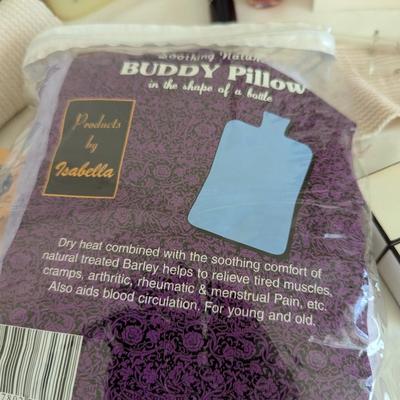 Soothing Natural
BUDDY Pillow
in the shape of a bottle
Products
by
Isabella
Dry heat combined with the soothing comfort of
natural treated Barley helps to relieve tired muscles,
cramps, arthritic, rheumatic & menstrual Pain, etc.
Also aids blood circulation. For young and old.